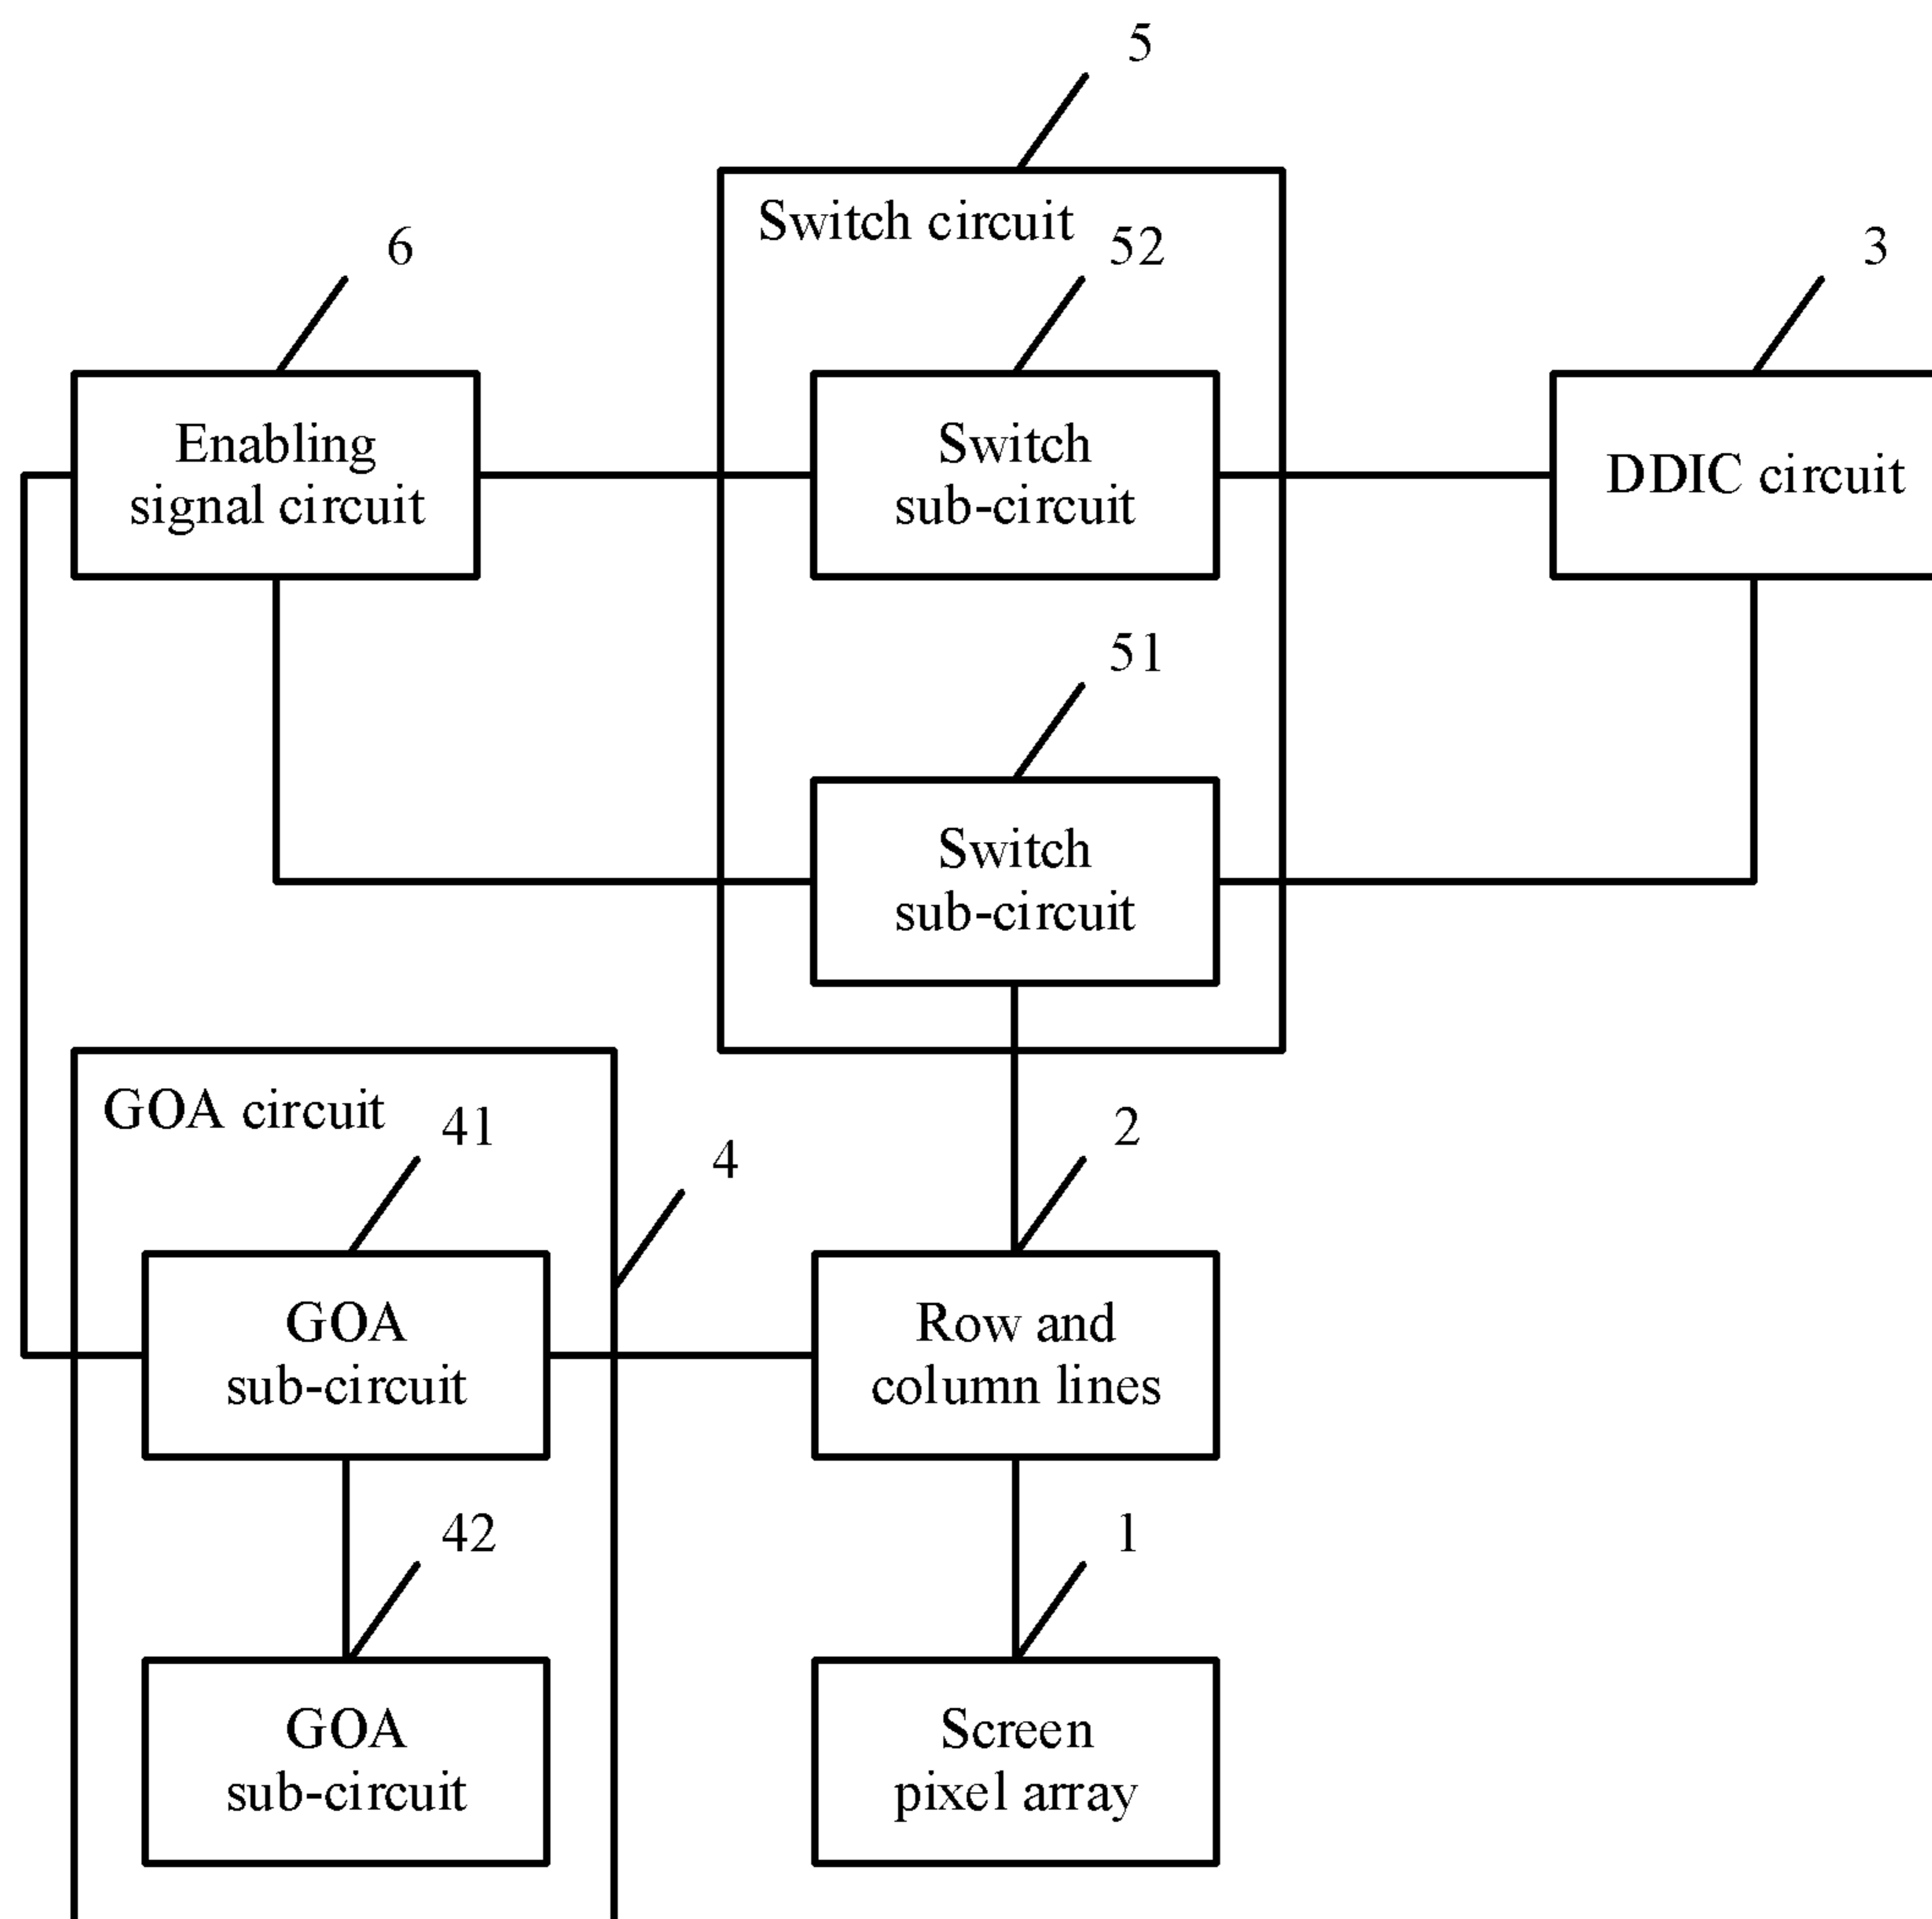 5
Switch circuit
6
52
3
Enabling
signal circuit
Switch
sub-circuit
DDIC circuit
51
Switch
sub-circuit
GOA circuit
41
4
2
GOA
sub-circuit
Row and
column lines
42
1
GOA
sub-circuit
Screen
pixel array